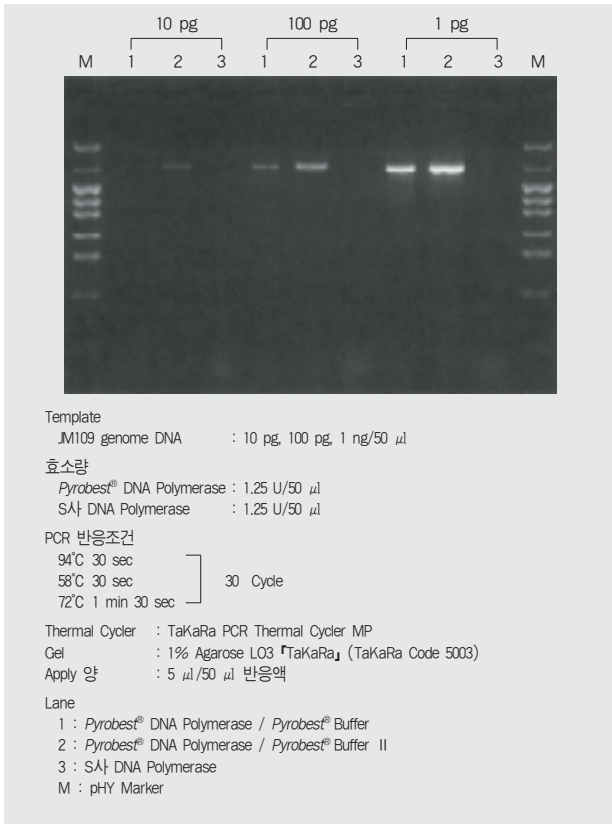 10 pg 100 pg 1 pg
M 1 2 3 1 2 3 1 2 3 M
Template
JM109 genome DNA : 10 pg, 100 pg, 1 ng/50 ㎕
효소량
Pyrobest® DNA Polymerase : 1.25 U/50 ㎕
S사 DNA Polymerase : 1.25 U/50 ㎕
PCR 반응조건
94℃ 30 sec
58℃ 30 sec 30 Cycle
72℃ 1 min 30 sec
Thermal Cycler : TaKaRa PCR Thermal Cycler MP
Gel : 1% Agarose LO3『TaKaRa』(TaKaRa Code 5003)
Apply 양 : 5 ㎕/50 ㎕ 반응액
Lane
1 : Pyrobest® DNA Polymerase / Pyrobest® Buffer
2 : Pyrobest® DNA Polymerase / Pyrobest® Buffer Ⅱ
3 : S사 DNA Polymerase
M : pHY Marker